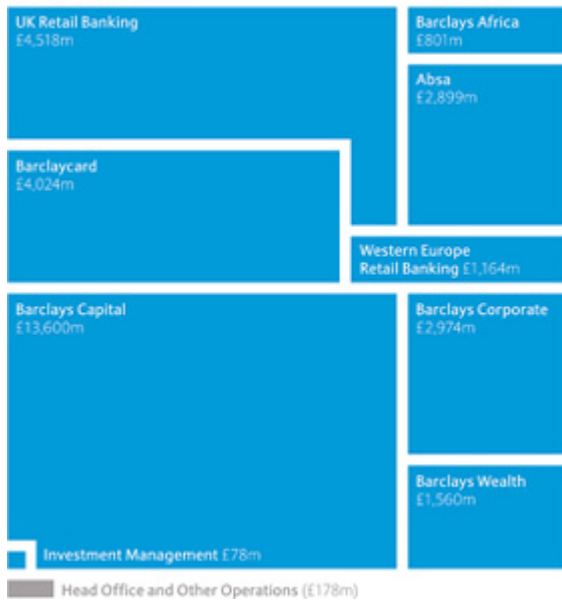 UK Retail Banking
£4,518m
Barclays Africa
£801m
Absa
£2,899m
Barclaycard
£4,024m
Western Europe
Retail Banking £1,164m
Barclays Capital
£13,600m
Barclays Corporate
£2,974m
Barclays Wealth
£1,560m
Investment Management £78m
Head Office and Other Operations (£178m)